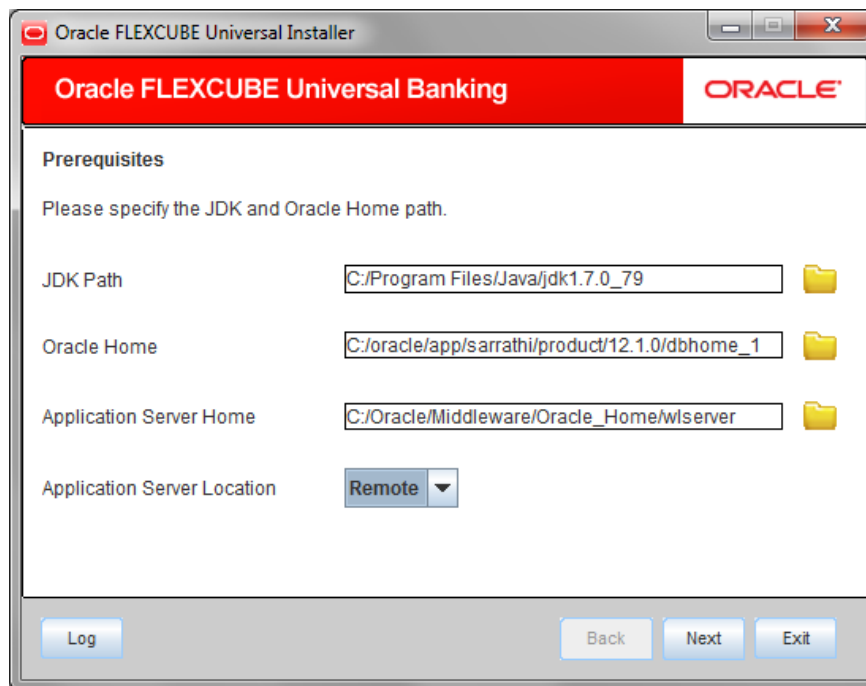 Oracle FLEXCUBE Universal Installer
Oracle FLEXCUBE Universal Banking
ORACLE
Prerequisites
Please specify the JDK and Oracle Home path.
JDK Path C:/Program Files/Java/jdk1.7.0_79
Oracle Home C:/oracle/app/sarrathi/product/12.1.0/dbhome_1
Application Server Home C:/Oracle/Middleware/Oracle_Home/wlserver
Application Server Location Remote
Log Back Next Exit